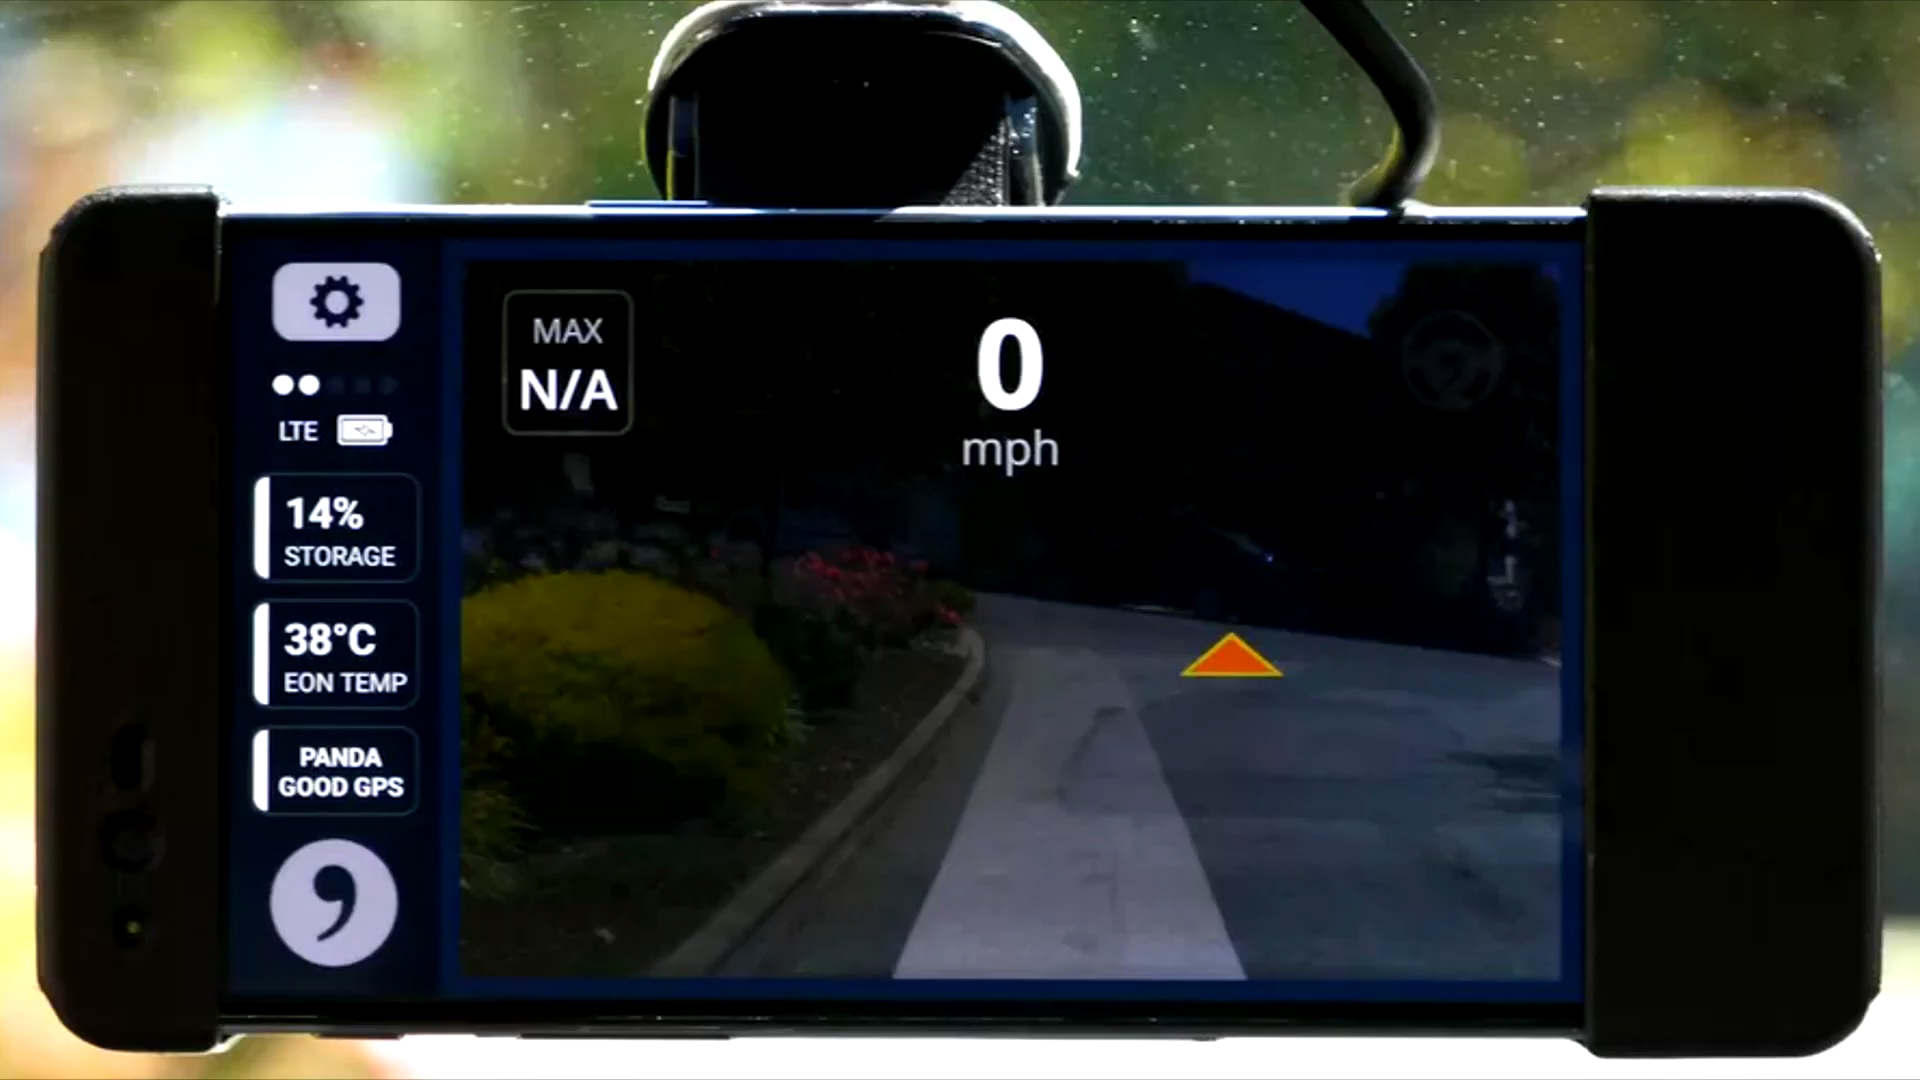 MAX
N/A
0
mph
LTE
14%
STORAGE
38°C
EON TEMP
PANDA
GOOD GPS